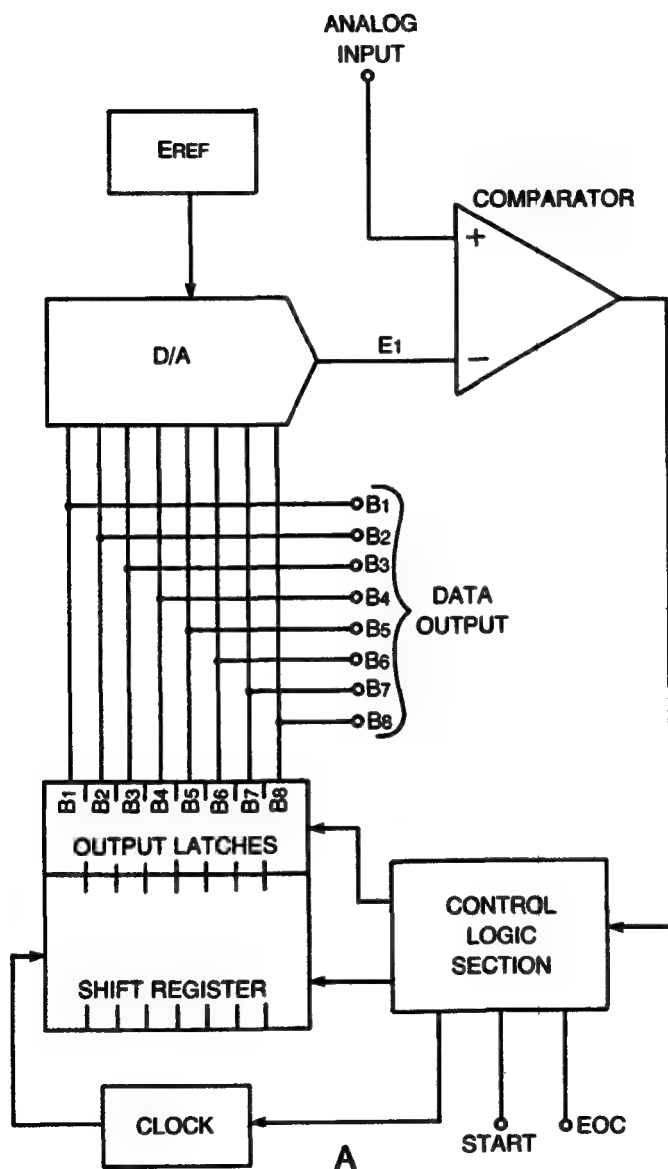 ANALOG
INPUT
EREF
COMPARATOR
+
D/A
E1
−
B1
B2
B3
B4
DATA
OUTPUT
B5
B6
B7
B8
B1 B2 B3 B4 B5 B6 B7 B8
OUTPUT LATCHES
CONTROL
LOGIC
SECTION
SHIFT REGISTER
CLOCK
START
EOC
A